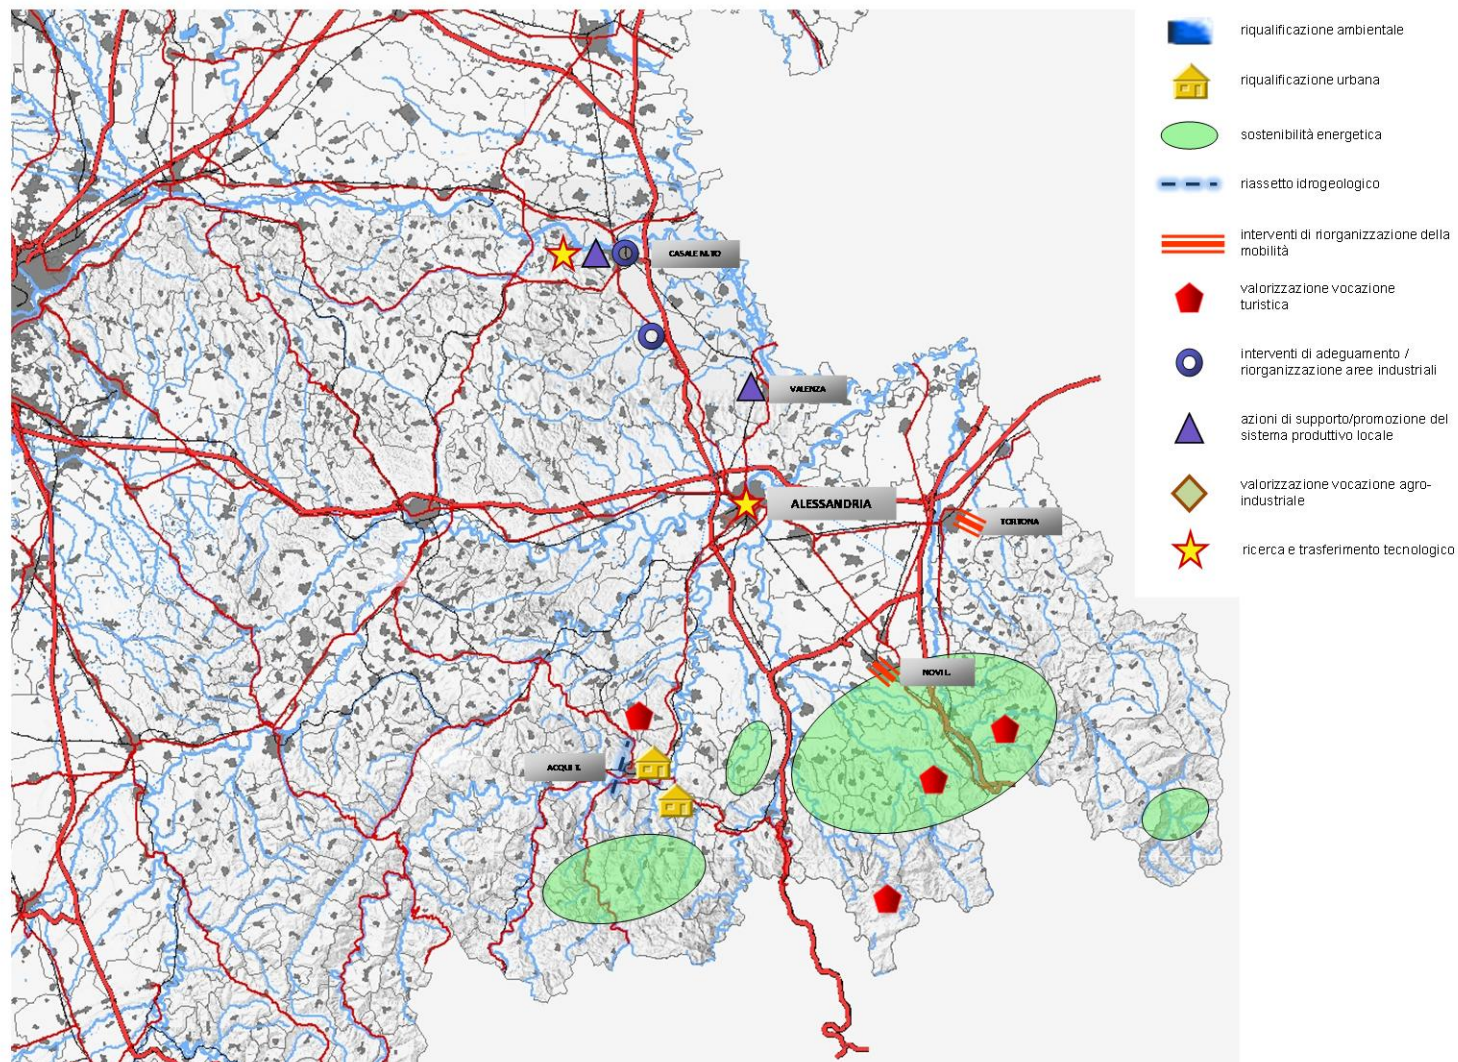 riqualificazione ambientale
riqualificazione urbana
sostenibilità energetica
riassetto idrogeologico
interventi di riorganizzazione della
mobilità
valorizzazione vocazione
turistica
interventi di adeguamento /
riorganizzazione aree industriali
azioni di supporto/promozione del
sistema produttivo locale
valorizzazione vocazione agro-
industriale
ricerca e trasferimento tecnologico
CASALE M.TO
VALENZA
ALESSANDRIA
TORTONA
NOVI L.
ACQUI T.